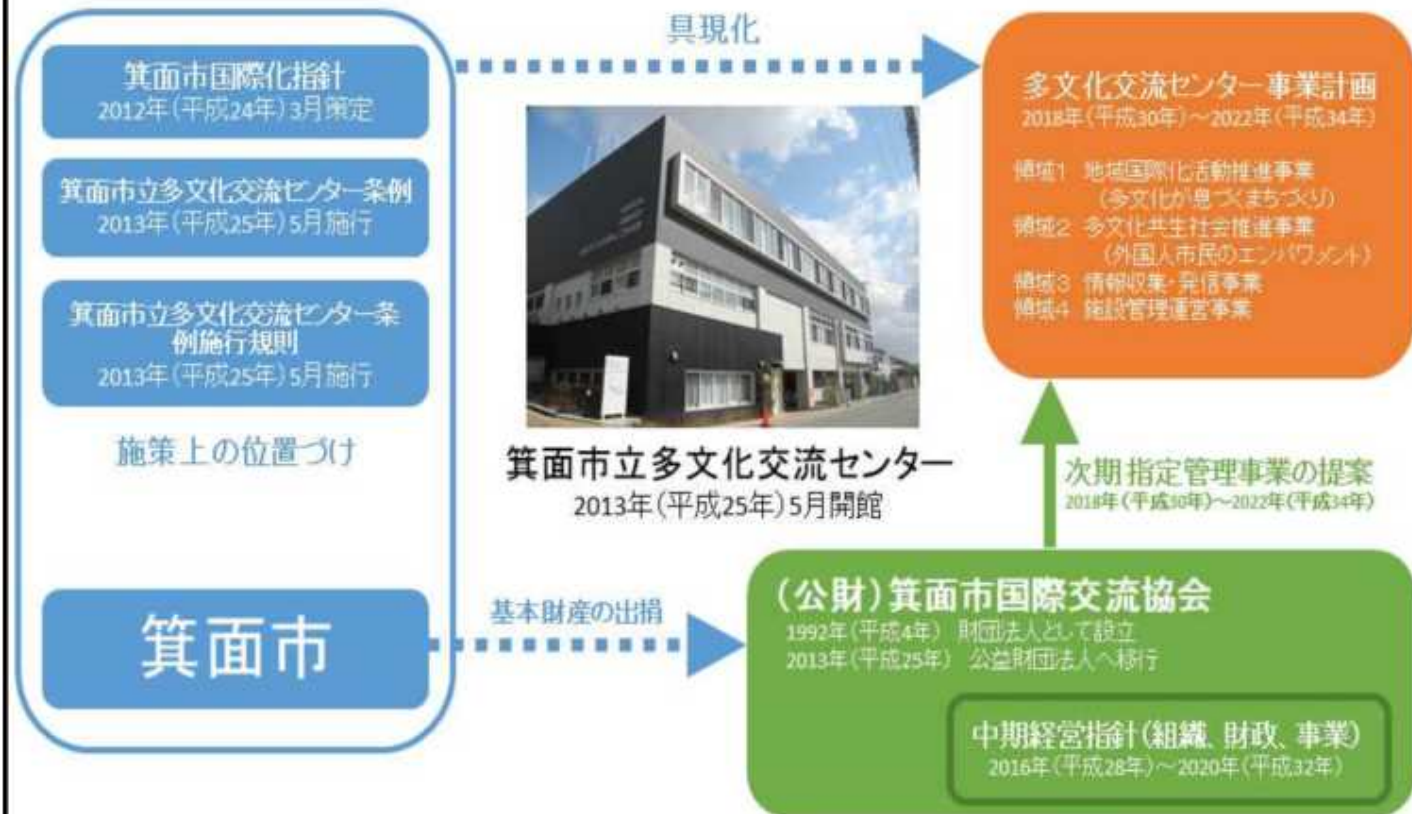 箕面市国際化指針
2012年(平成24年)3月策定
箕面市立多文化交流センター条例
2013年(平成25年)5月施行
箕面市立多文化交流センター条
例施行規則
2013年(平成25年)5月施行
施策上の位置づけ
箕面市
具現化
箕面市立多文化交流センター
2013年(平成25年)5月開館
基本財産の出捐
多文化交流センター事業計画
2018年(平成30年)～2022年(平成34年)
領域1 地域国際化活動推進事業
(多文化が息づくまちづくり)
領域2 多文化共生社会推進事業
(外国人市民のエンパワメント)
領域3 情報収集・発信事業
領域4 施設管理運営事業
次期指定管理事業の提案
2018年(平成30年)～2022年(平成34年)
(公財)箕面市国際交流協会
1992年(平成4年) 財団法人として設立
2013年(平成25年) 公益財団法人へ移行
中期経営指針(組織、財政、事業)
2016年(平成28年)～2020年(平成32年)